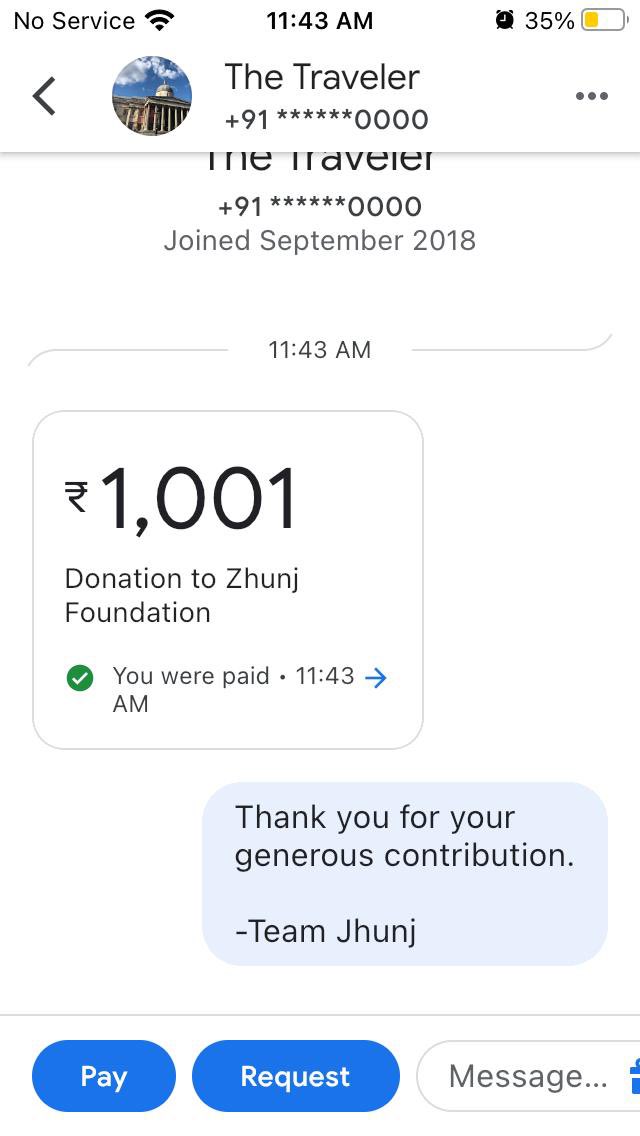 No Service 11:43 AM 35%
The Traveler
+91 ******0000
The Traveler
+91 ******0000
Joined September 2018
11:43 AM
₹1,001
Donation to Zhunj
Foundation
You were paid • 11:43
AM
Thank you for your
generous contribution.
-Team Jhunj
Pay Request Message...